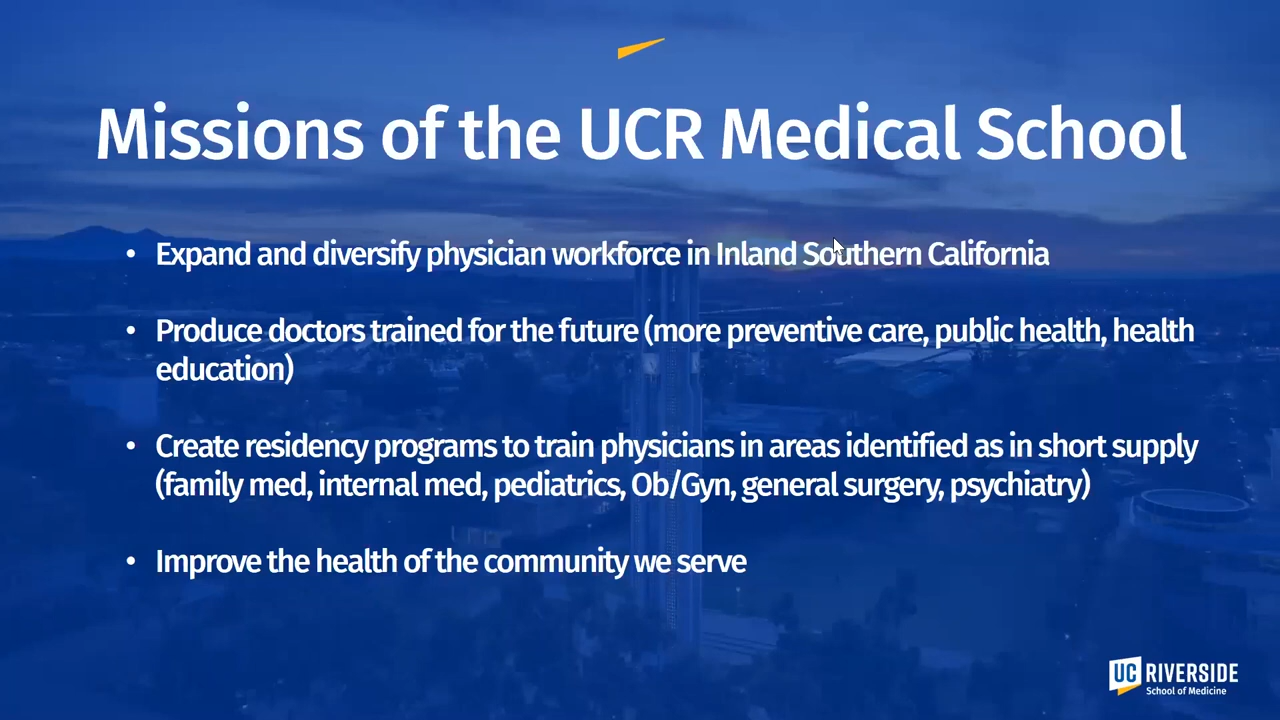 Missions of the UCR Medical School
• Expand and diversify physician workforce in Inland Southern California
• Produce doctors trained for the future (more preventive care, public health, health
education)
• Create residency programs to train physicians in areas identified as in short supply
(family med, internal med, pediatrics, Ob/Gyn, general surgery, psychiatry)
• Improve the health of the community we serve
UC RIVERSIDE
School of Medicine